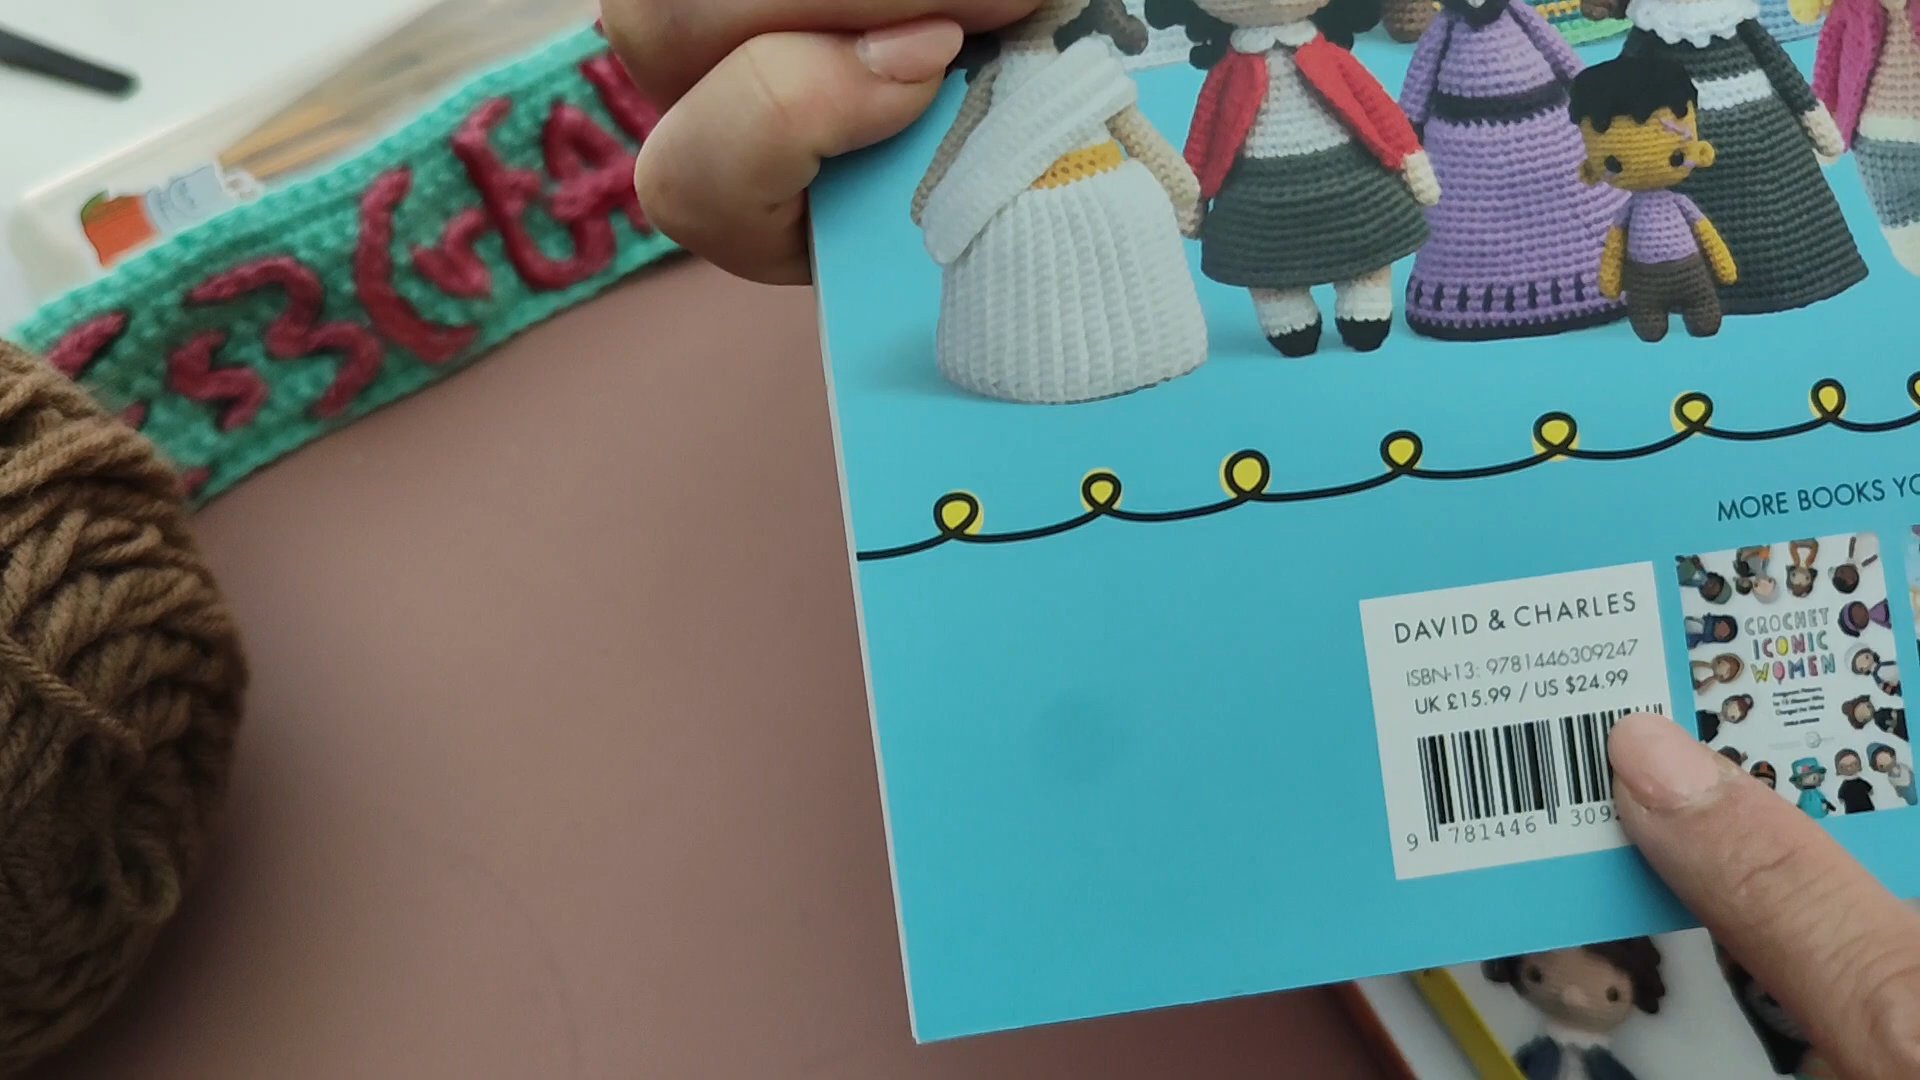 MORE BOOKS
DAVID & CHARLES
ISBN-13: 9781446309247
UK £15.99 / US $24.99
9 781446 309
CROCHET
ICONIC
WOMEN